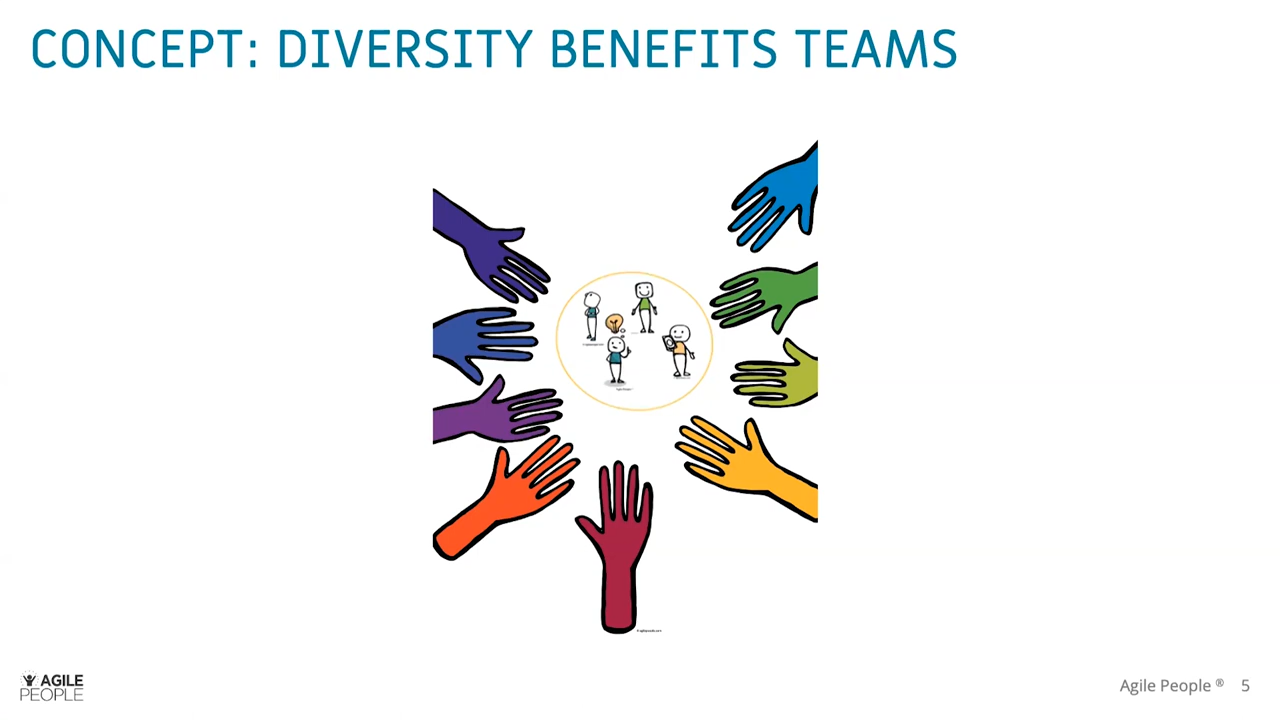 CONCEPT: DIVERSITY BENEFITS TEAMS
AGILE
PEOPLE
Agile People ® 5